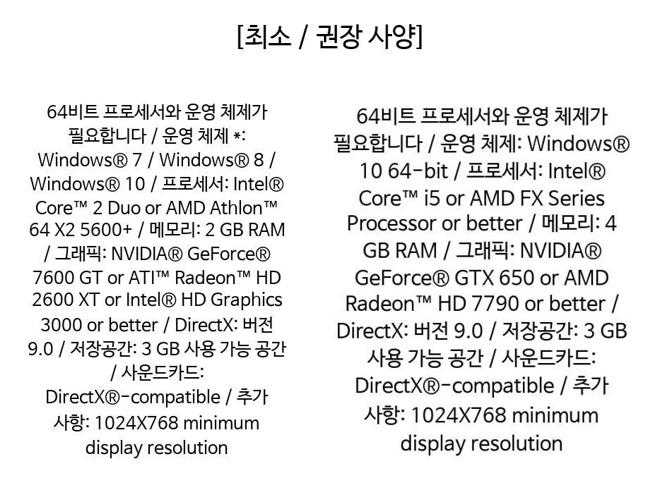 [최소 / 권장 사양]
64비트 프로세서와 운영 체제가
필요합니다 / 운영 체제 *:
Windows® 7 / Windows® 8 /
Windows® 10 / 프로세서: Intel®
Core™ 2 Duo or AMD Athlon™
64 X2 5600+ / 메모리: 2 GB RAM
/ 그래픽: NVIDIA® GeForce®
7600 GT or ATI™ Radeon™ HD
2600 XT or Intel® HD Graphics
3000 or better / DirectX: 버전
9.0 / 저장공간: 3 GB 사용 가능 공간
/ 사운드카드:
DirectX®-compatible / 추가
사항: 1024X768 minimum
display resolution
64비트 프로세서와 운영 체제가
필요합니다 / 운영 체제: Windows®
10 64-bit / 프로세서: Intel®
Core™ i5 or AMD FX Series
Processor or better / 메모리: 4
GB RAM / 그래픽: NVIDIA®
GeForce® GTX 650 or AMD
Radeon™ HD 7790 or better /
DirectX: 버전 9.0 / 저장공간: 3 GB
사용 가능 공간 / 사운드카드:
DirectX®-compatible / 추가
사항: 1024X768 minimum
display resolution